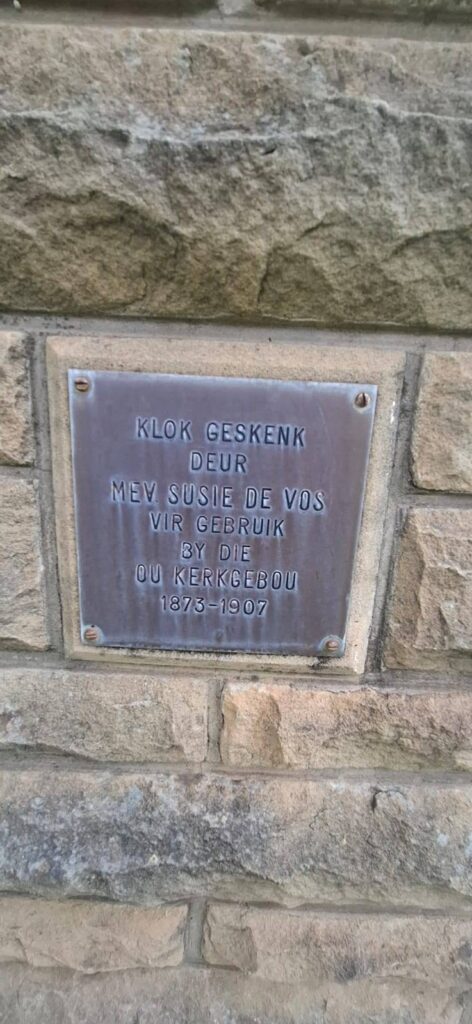 KLOK GESKENK
DEUR
MEV. SUSIE DE VOS
VIR GEBRUIK
BY DIE
OU KERKGEBOU
1873-1907